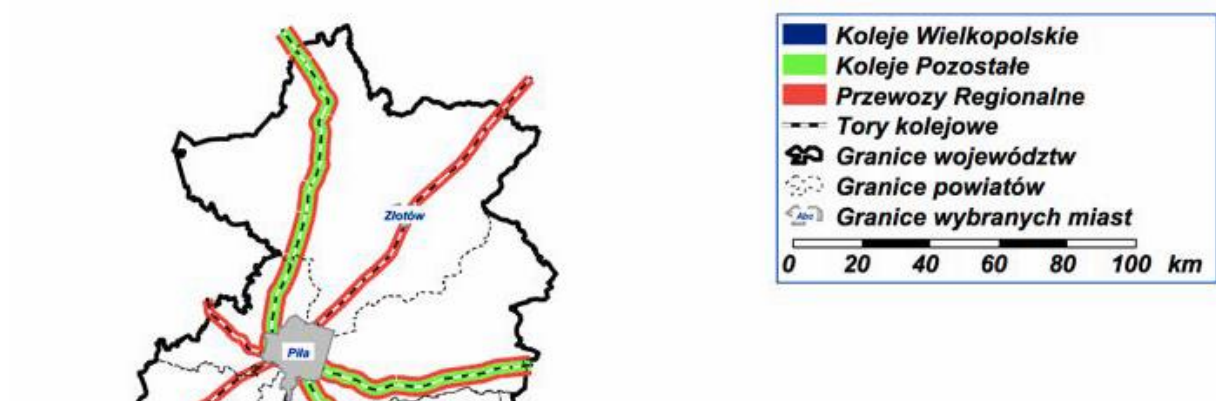 Koleje Wielkopolskie
Koleje Pozostałe
Przewozy Regionalne
Tory kolejowe
Granice województw
Granice powiatów
Abc Granice wybranych miast
0 20 40 60 80 100 km
Złotów
Piła